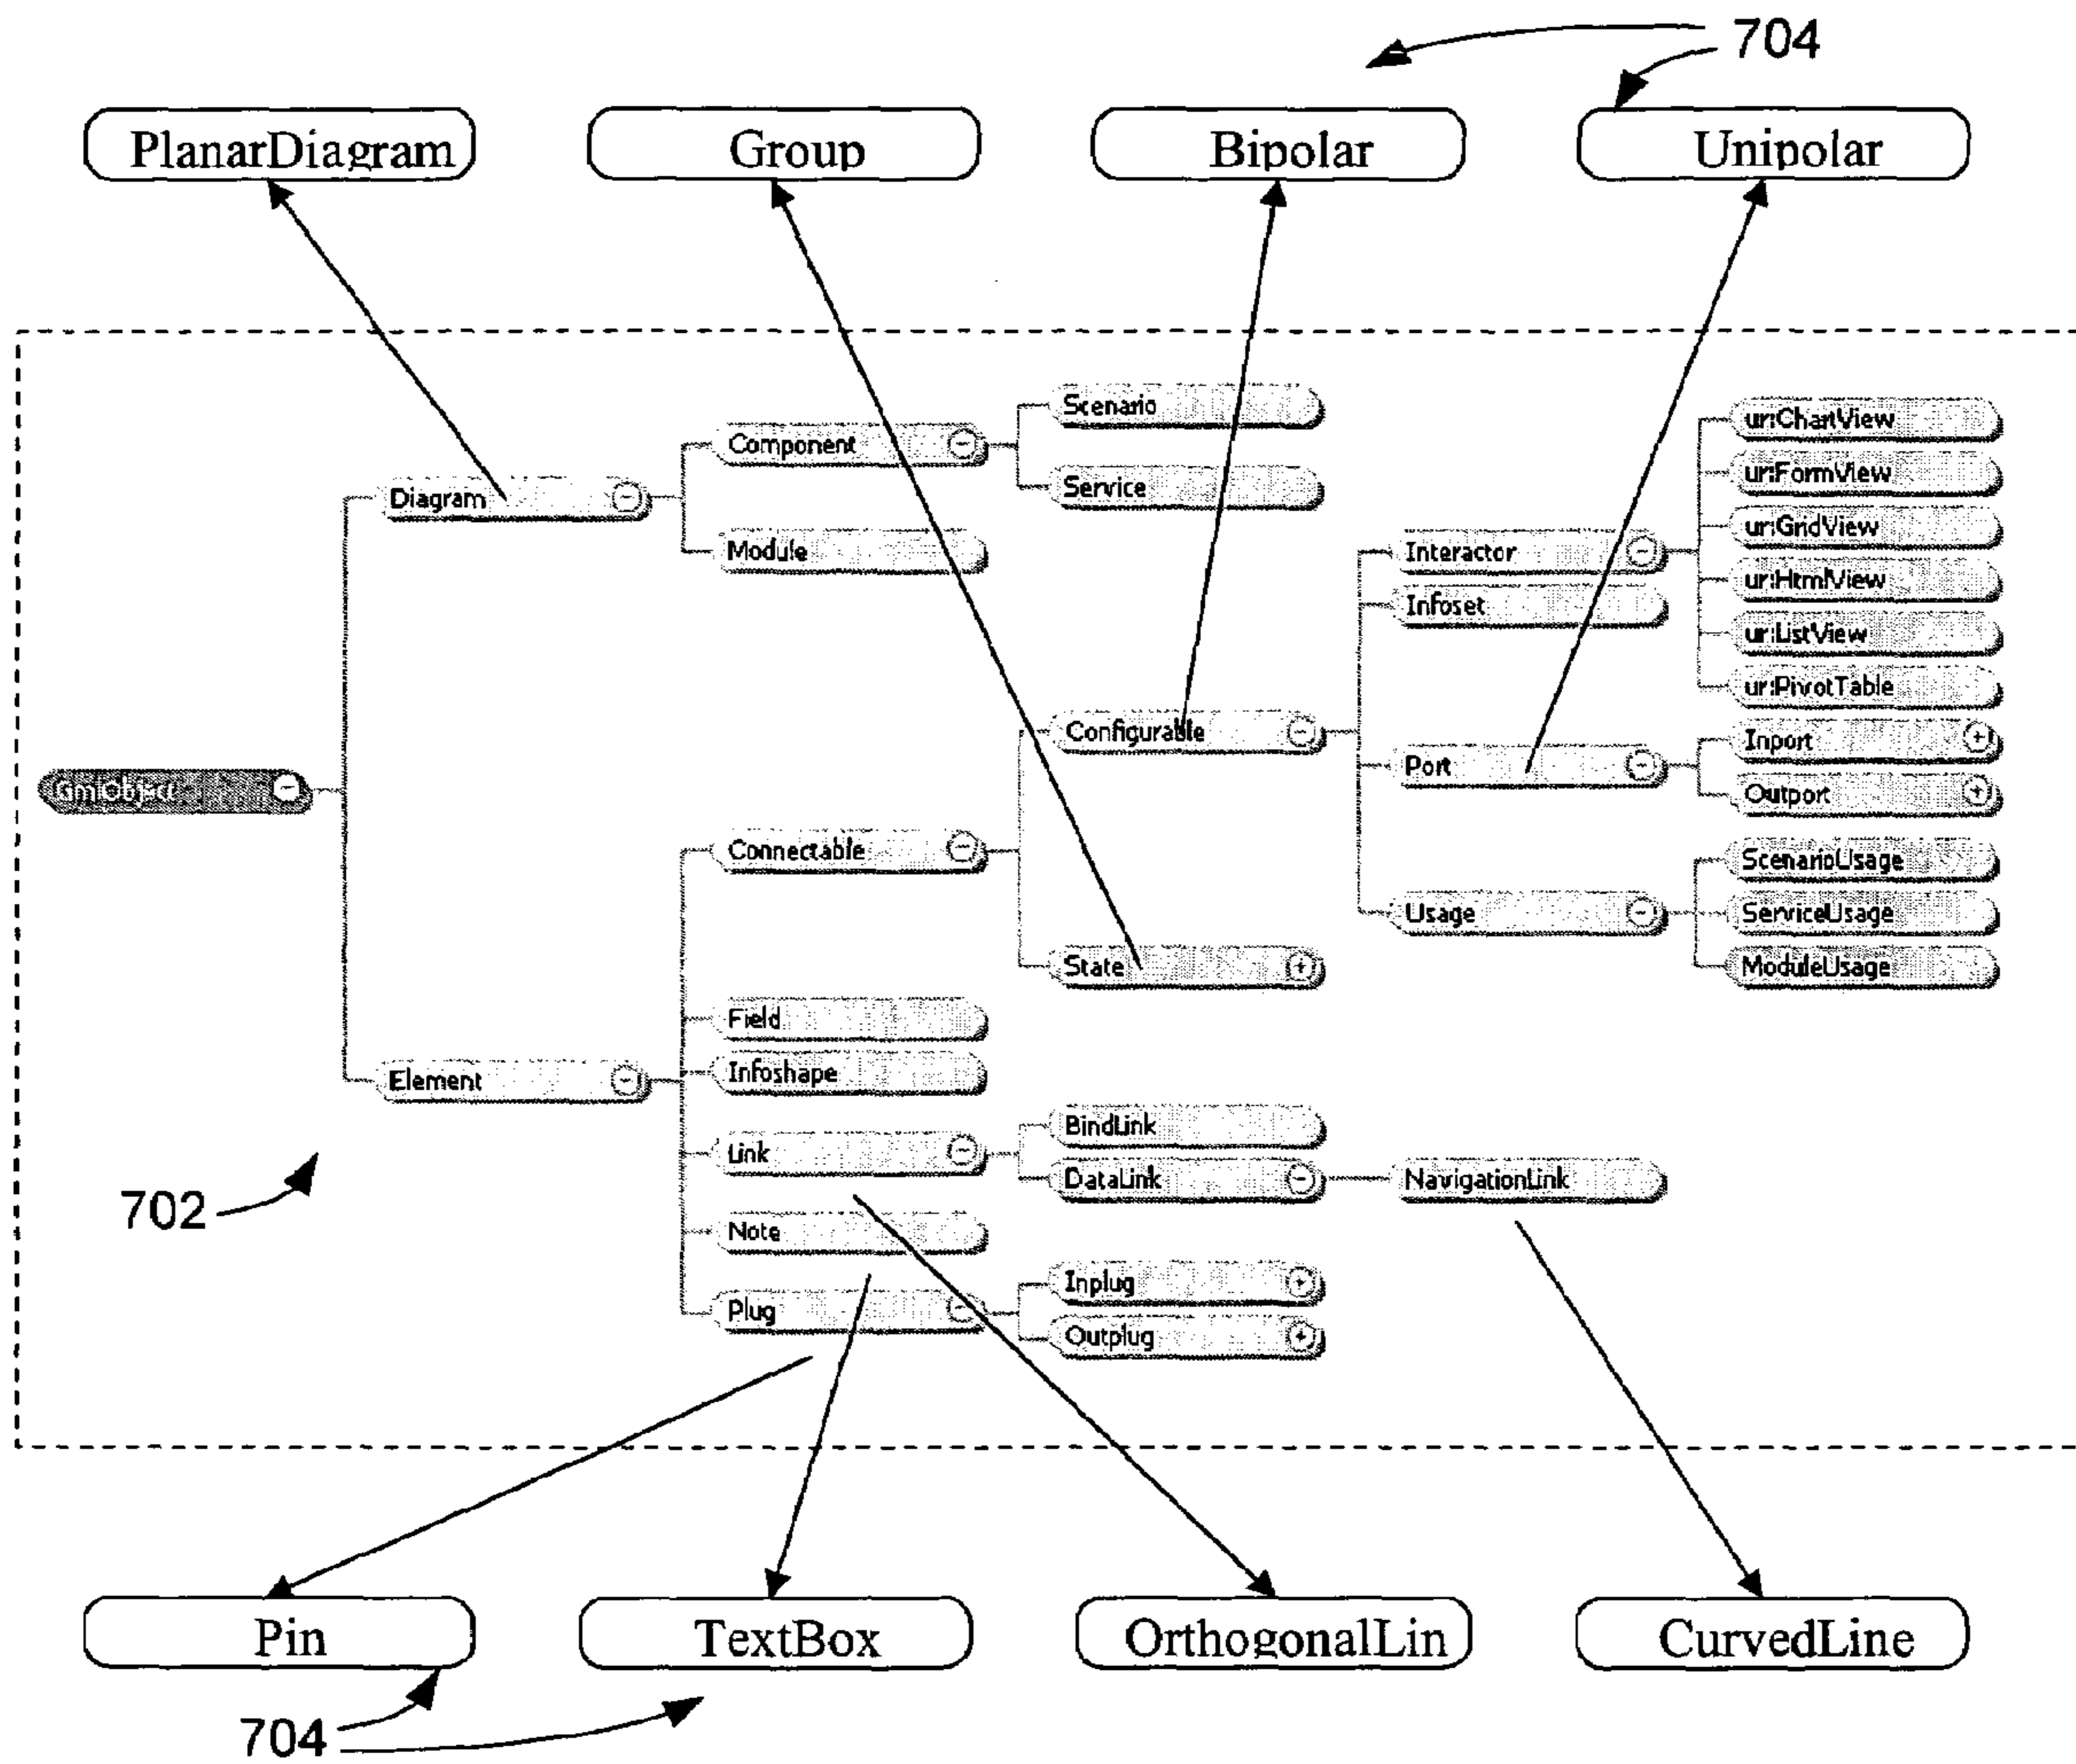 704
PlanarDiagram
Group
Bipolar
Unipolar
Scenario
Component
Service
Diagram
Module
ur:ChartView
ur:FormView
ur:GridView
ur:HtmlView
ur:ListView
ur:PivotTable
Interactor
Infoset
Configurable
Port
Inport
Outport
GmlObject
Connectable
ScenarioUsage
ServiceUsage
ModuleUsage
Usage
State
Field
Infoshape
Element
Link
BindLink
DataLink
NavigationLink
702
Note
Plug
Inplug
Outplug
Pin
TextBox
OrthogonalLin
CurvedLine
704